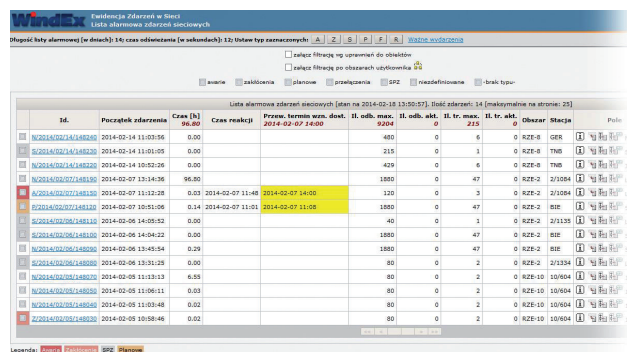 WindEx
Ewidencja Zdarzeń w Sieci
Lista alarmowa zdarzeń sieciowych
Długość listy alarmowej [w dniach]: 14; czas odświeżania [w sekundach]: 12; Ustaw typ zaznaczonych: A Z S P F R Ważne wydarzenia
załącz filtrację wg uprawnień do obiektów
załącz filtrację po obszarach użytkownika
awarie zakłócenia planowe przełączenia SPZ niezdefiniowane -brak typu-
Lista alarmowa zdarzeń sieciowych [stan na 2014-02-18 13:50:57]. Ilość zdarzeń: 14 [maksymalnie na stronie: 25]
Id. Początek zdarzenia Czas [h] Czas reakcji Przew. termin wzn. dost. Il. odb. max. Il. odb. akt. Il. tr. max. Il. tr. akt. Obszar Stacja Pole
96.80 2014-02-07 14:00 9204 0 215 0
N/2014/02/14/148240 2014-02-14 11:03:56 0.00 480 0 6 0 RZE-8 GER
S/2014/02/14/148230 2014-02-14 11:01:05 0.00 215 0 1 0 RZE-8 TNB
N/2014/02/14/148220 2014-02-14 10:52:26 0.00 429 0 6 0 RZE-8 TNB
N/2014/02/07/148190 2014-02-07 13:14:36 96.80 1880 0 47 0 RZE-2 2/1084
A/2014/02/07/148150 2014-02-07 11:12:28 0.03 2014-02-07 11:48 2014-02-07 14:00 120 0 3 0 RZE-2 2/1084
P/2014/02/07/148120 2014-02-07 10:51:06 0.14 2014-02-07 11:01 2014-02-07 11:08 1880 0 47 0 RZE-2 BIE
S/2014/02/06/148110 2014-02-06 14:05:52 0.00 40 0 1 0 RZE-2 2/1135
S/2014/02/06/148100 2014-02-06 14:04:22 0.00 1880 0 47 0 RZE-2 BIE
N/2014/02/06/148090 2014-02-06 13:45:54 0.29 1880 0 47 0 RZE-2 BIE
S/2014/02/06/148080 2014-02-06 13:31:25 0.00 80 0 2 0 RZE-2 2/1334
N/2014/02/05/148070 2014-02-05 11:13:13 6.55 80 0 2 0 RZE-10 10/604
N/2014/02/05/148050 2014-02-05 11:06:11 0.03 80 0 2 0 RZE-10 10/604
N/2014/02/05/148040 2014-02-05 11:03:48 0.02 80 0 2 0 RZE-10 10/604
Z/2014/02/05/148030 2014-02-05 10:58:46 0.02 80 0 2 0 RZE-10 10/604
Legenda: Awaria Zakłócenia SPZ Planowe